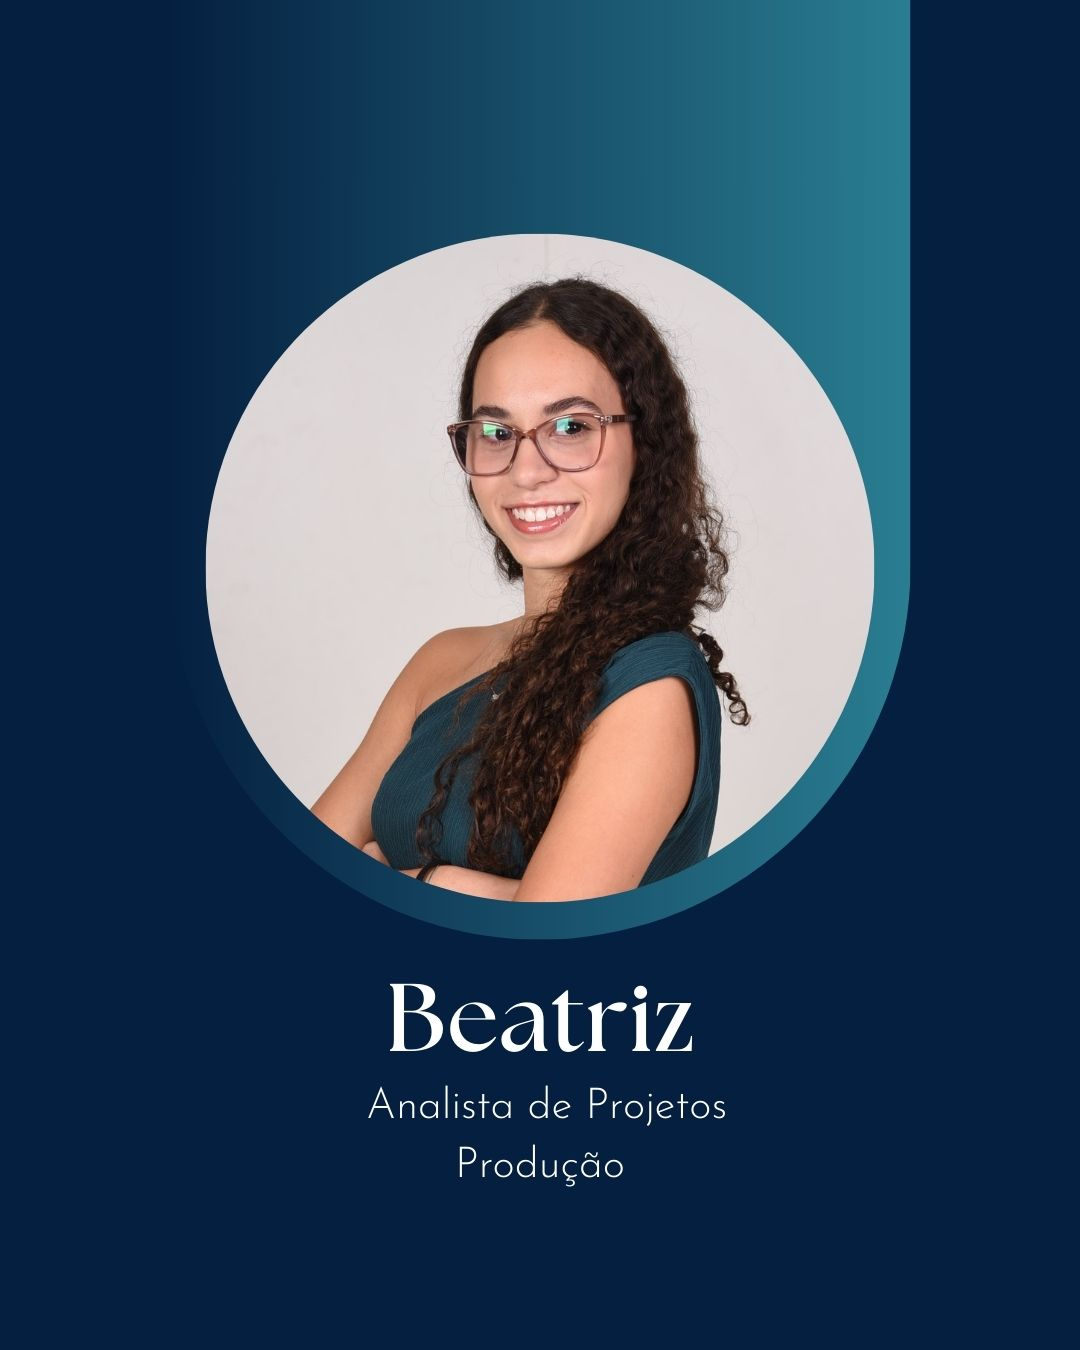 Beatriz
Analista de Projetos
Produção